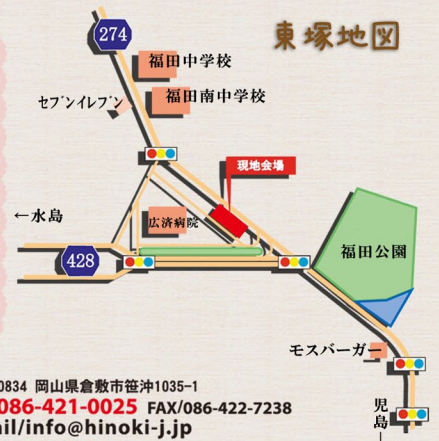 東塚地図
274
福田中学校
セブンイレブン
福田南中学校
現地会場
←水島
広済病院
福田公園
428
モスバーガー
児島
0834 岡山県倉敷市笹沖1035-1
086-421-0025 FAX/086-422-7238
ail/info@hinoki-j.jp